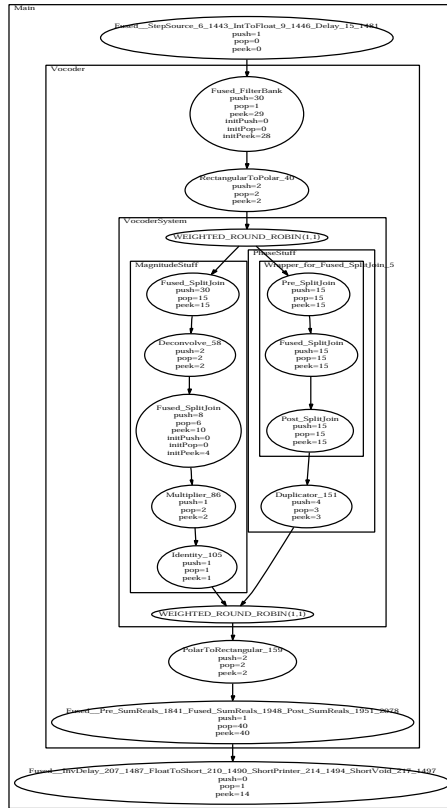 Main
Fused__StepSource_6_1443_IntToFloat_9_1446_Delay_15_1481
push=1
pop=0
peek=0
Vocoder
Fused_FilterBank
push=30
pop=1
peek=29
initPush=0
initPop=0
initPeek=28
RectangularToPolar_40
push=2
pop=2
peek=2
VocoderSystem
WEIGHTED_ROUND_ROBIN(1,1)
MagnitudeStuff
Fused_SplitJoin
push=30
pop=15
peek=15
Deconvolve_58
push=2
pop=2
peek=2
Fused_SplitJoin
push=8
pop=6
peek=10
initPush=0
initPop=0
initPeek=4
Multiplier_86
push=1
pop=2
peek=2
Identity_105
push=1
pop=1
peek=1
PhaseStuff
Wrapper_for_Fused_SplitJoin_5
Pre_SplitJoin
push=15
pop=15
peek=15
Fused_SplitJoin
push=15
pop=15
peek=15
Post_SplitJoin
push=15
pop=15
peek=15
Duplicator_151
push=4
pop=3
peek=3
WEIGHTED_ROUND_ROBIN(1,1)
PolarToRectangular_159
push=2
pop=2
peek=2
Fused__Pre_SumReals_1841_Fused_SumReals_1948_Post_SumReals_1951_2078
push=1
pop=40
peek=40
Fused__InvDelay_207_1487_FloatToShort_210_1490_ShortPrinter_214_1494_ShortVoid_217_1497
push=0
pop=1
peek=14